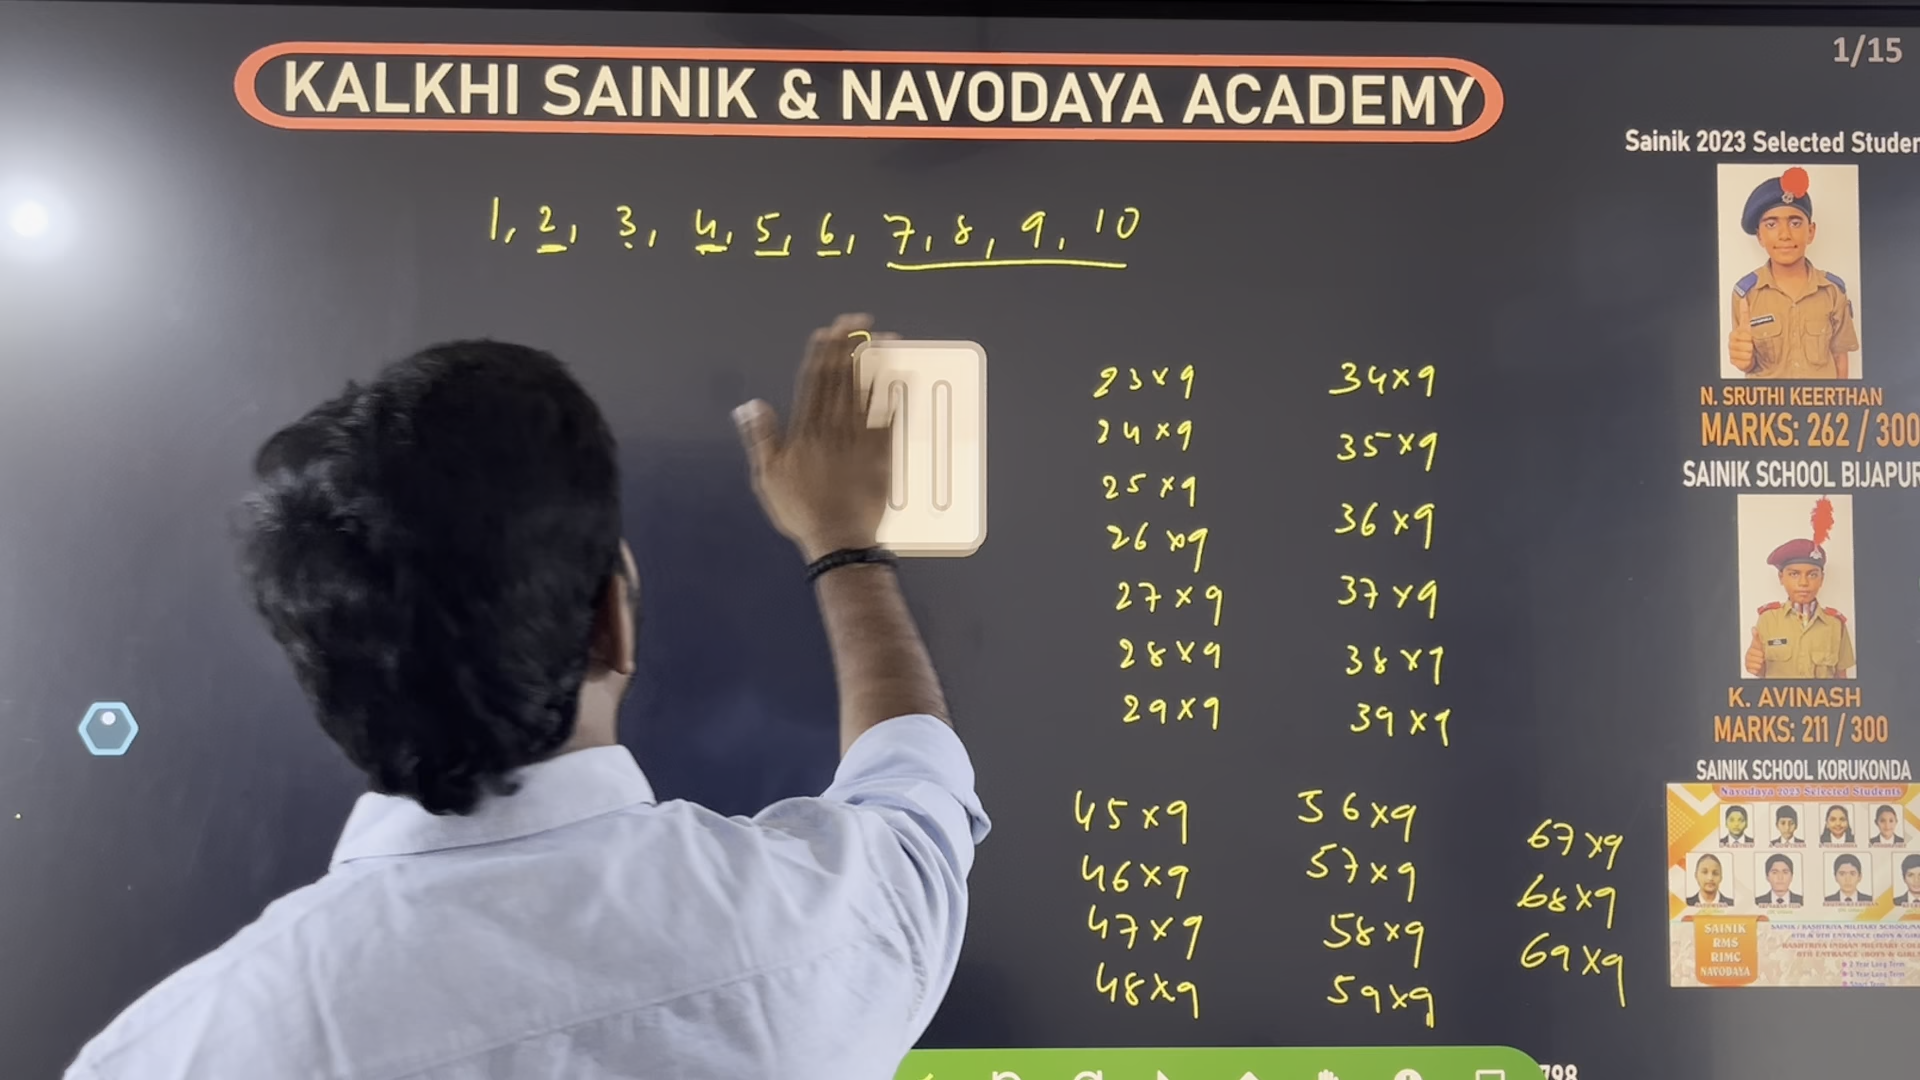 1/15
KALKHI SAINIK & NAVODAYA ACADEMY
Sainik 2023 Selected
1, 2, 3, 4, 5, 6, 7, 8, 9, 10
23×9
24×9
25×9
26×9
27×9
28×9
29×9
34×9
35×9
36×9
37×9
38×9
39×9
45×9
46×9
47×9
48×9
56×9
57×9
58×9
59×9
67×9
68×9
69×9
N. SRUTHI KEERTHAN
MARKS: 262 / 300
SAINIK SCHOOL BIJAPUR
K. AVINASH
MARKS: 211 / 300
SAINIK SCHOOL KORUKONDA
Navodaya 2023 Selected Students
SAINIK
RMS
RIMC
NAVODAYA